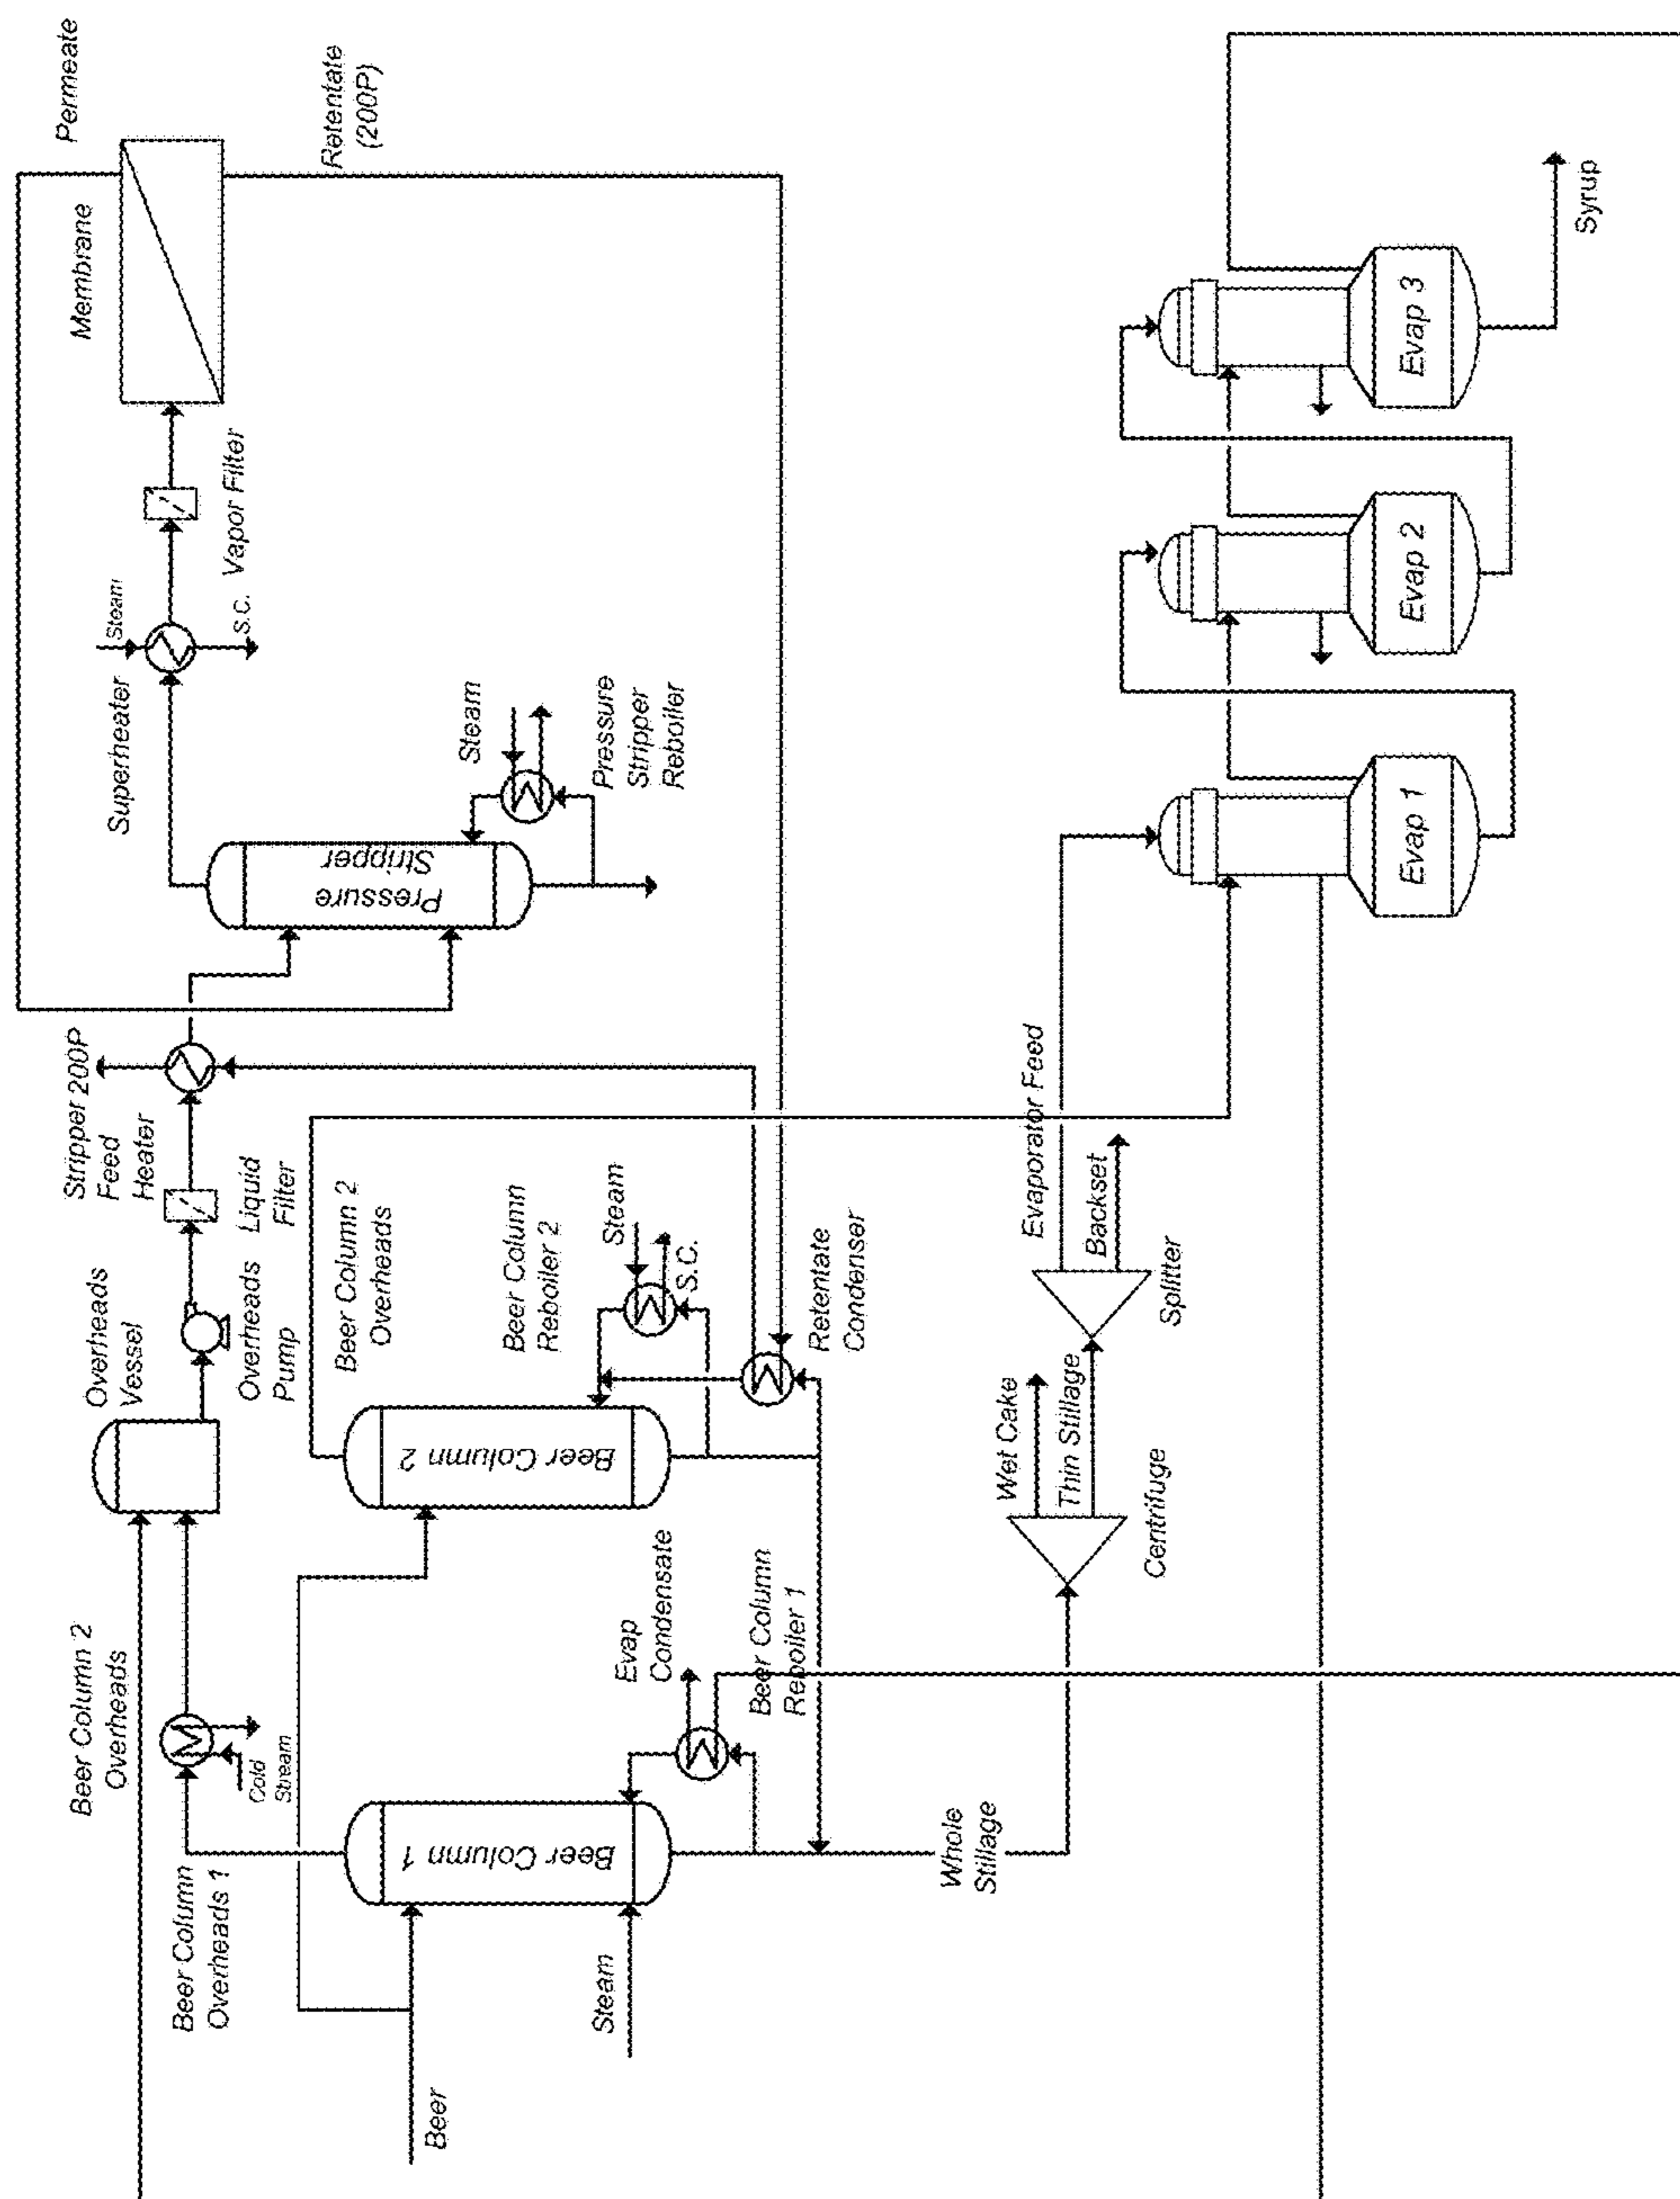 Permeate
Membrane
Retentate
(200P)
Steam
Superheater
S.C.
Vapor Filter
Steam
Pressure
Stripper
Reboiler
Pressure
Stripper
Stripper 200P
Feed
Heater
Liquid
Filter
Overheads
Vessel
Overheads
Pump
Beer Column 2
Overheads
Beer Column
Reboiler 2
Steam
S.C.
Retentate
Condenser
Beer Column 2
Beer Column 2
Overheads
Cold
Stream
Beer Column
Overheads 1
Beer Column 1
Evap
Condensate
Beer Column
Reboiler 1
Beer
Steam
Whole
Stillage
Wet Cake
Thin Stillage
Centrifuge
Evaporator Feed
Backset
Splitter
Evap 1
Evap 2
Evap 3
Syrup